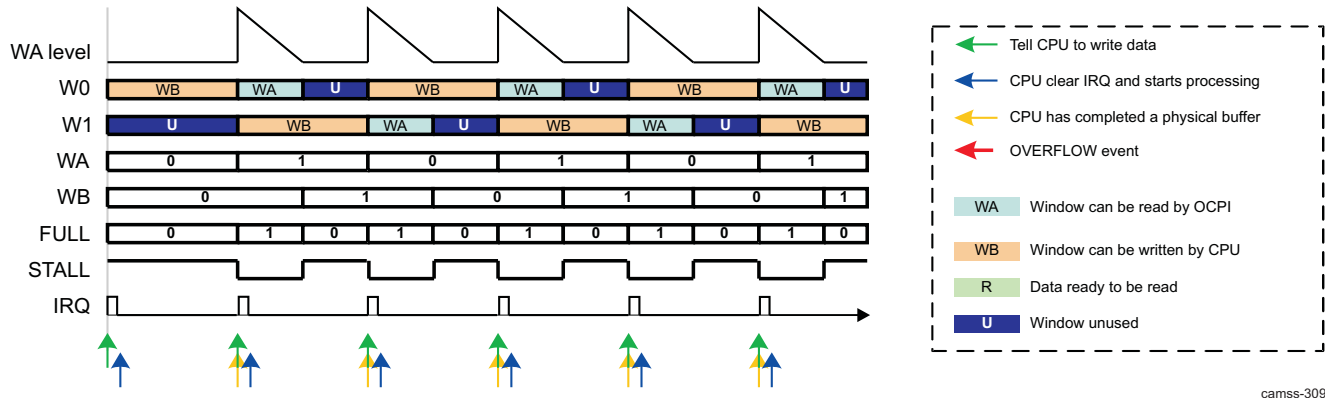 WA level
W0 WB WA U WB WA U WB WA U
W1 U WB WA U WB WA U WB
WA 0 1 0 1 0 1
WB 0 1 0 1 0 1
FULL 0 1 0 1 0 1 0 1 0 1 0
STALL
IRQ
Tell CPU to write data
CPU clear IRQ and starts processing
CPU has completed a physical buffer
OVERFLOW event
WA Window can be read by OCPI
WB Window can be written by CPU
R Data ready to be read
U Window unused
camss-309